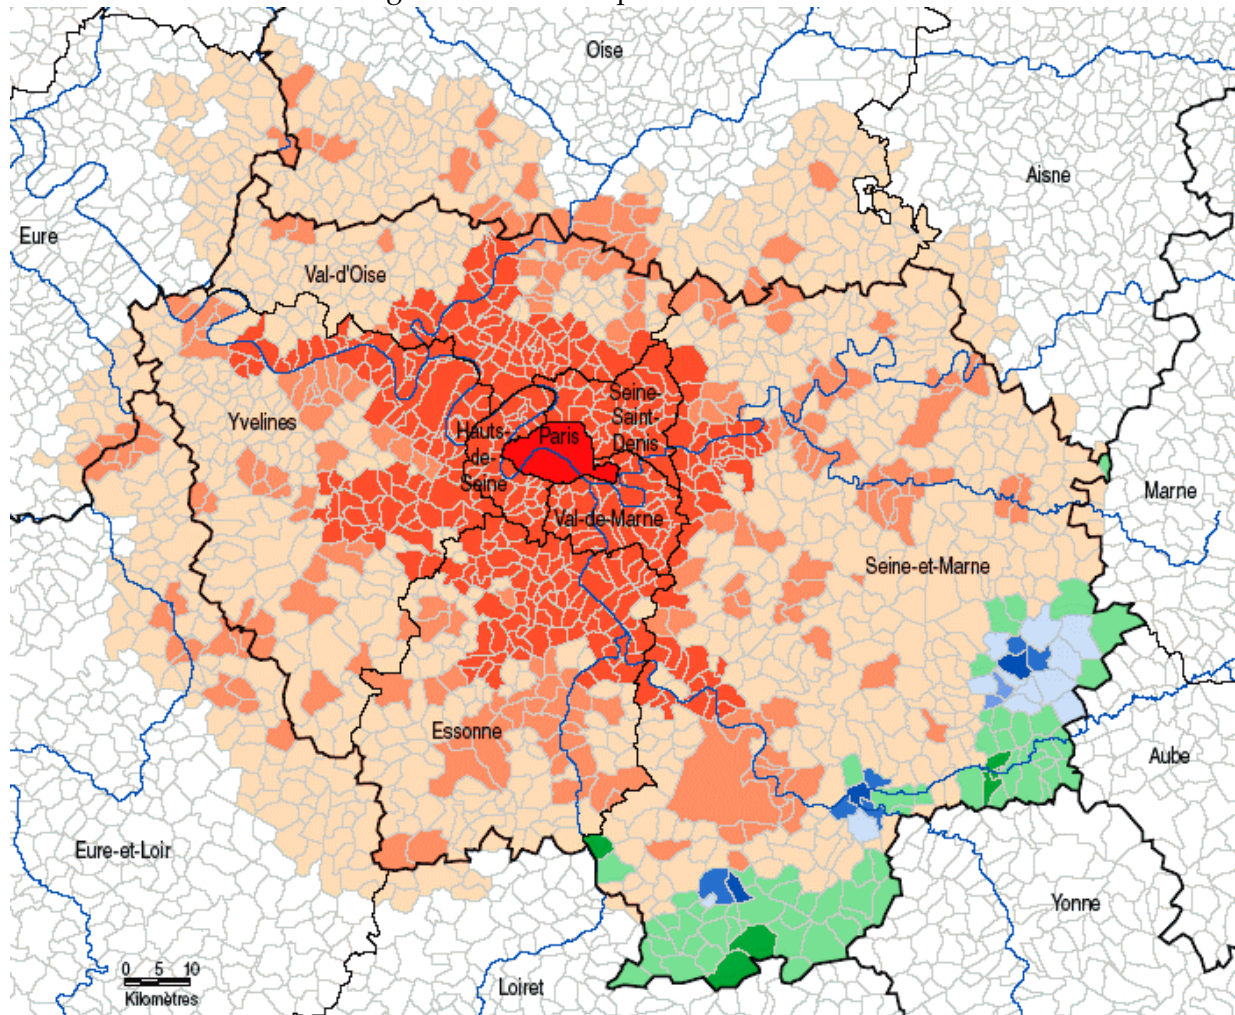 Oise
Aisne
Eure
Val-d'Oise
Yvelines
Hauts-
de-
Seine
Paris
Seine-
Saint-
Denis
Val-de-Marne
Marne
Seine-et-Marne
Essonne
Aube
Eure-et-Loir
Yonne
Loiret
0 5 10
Kilomètres